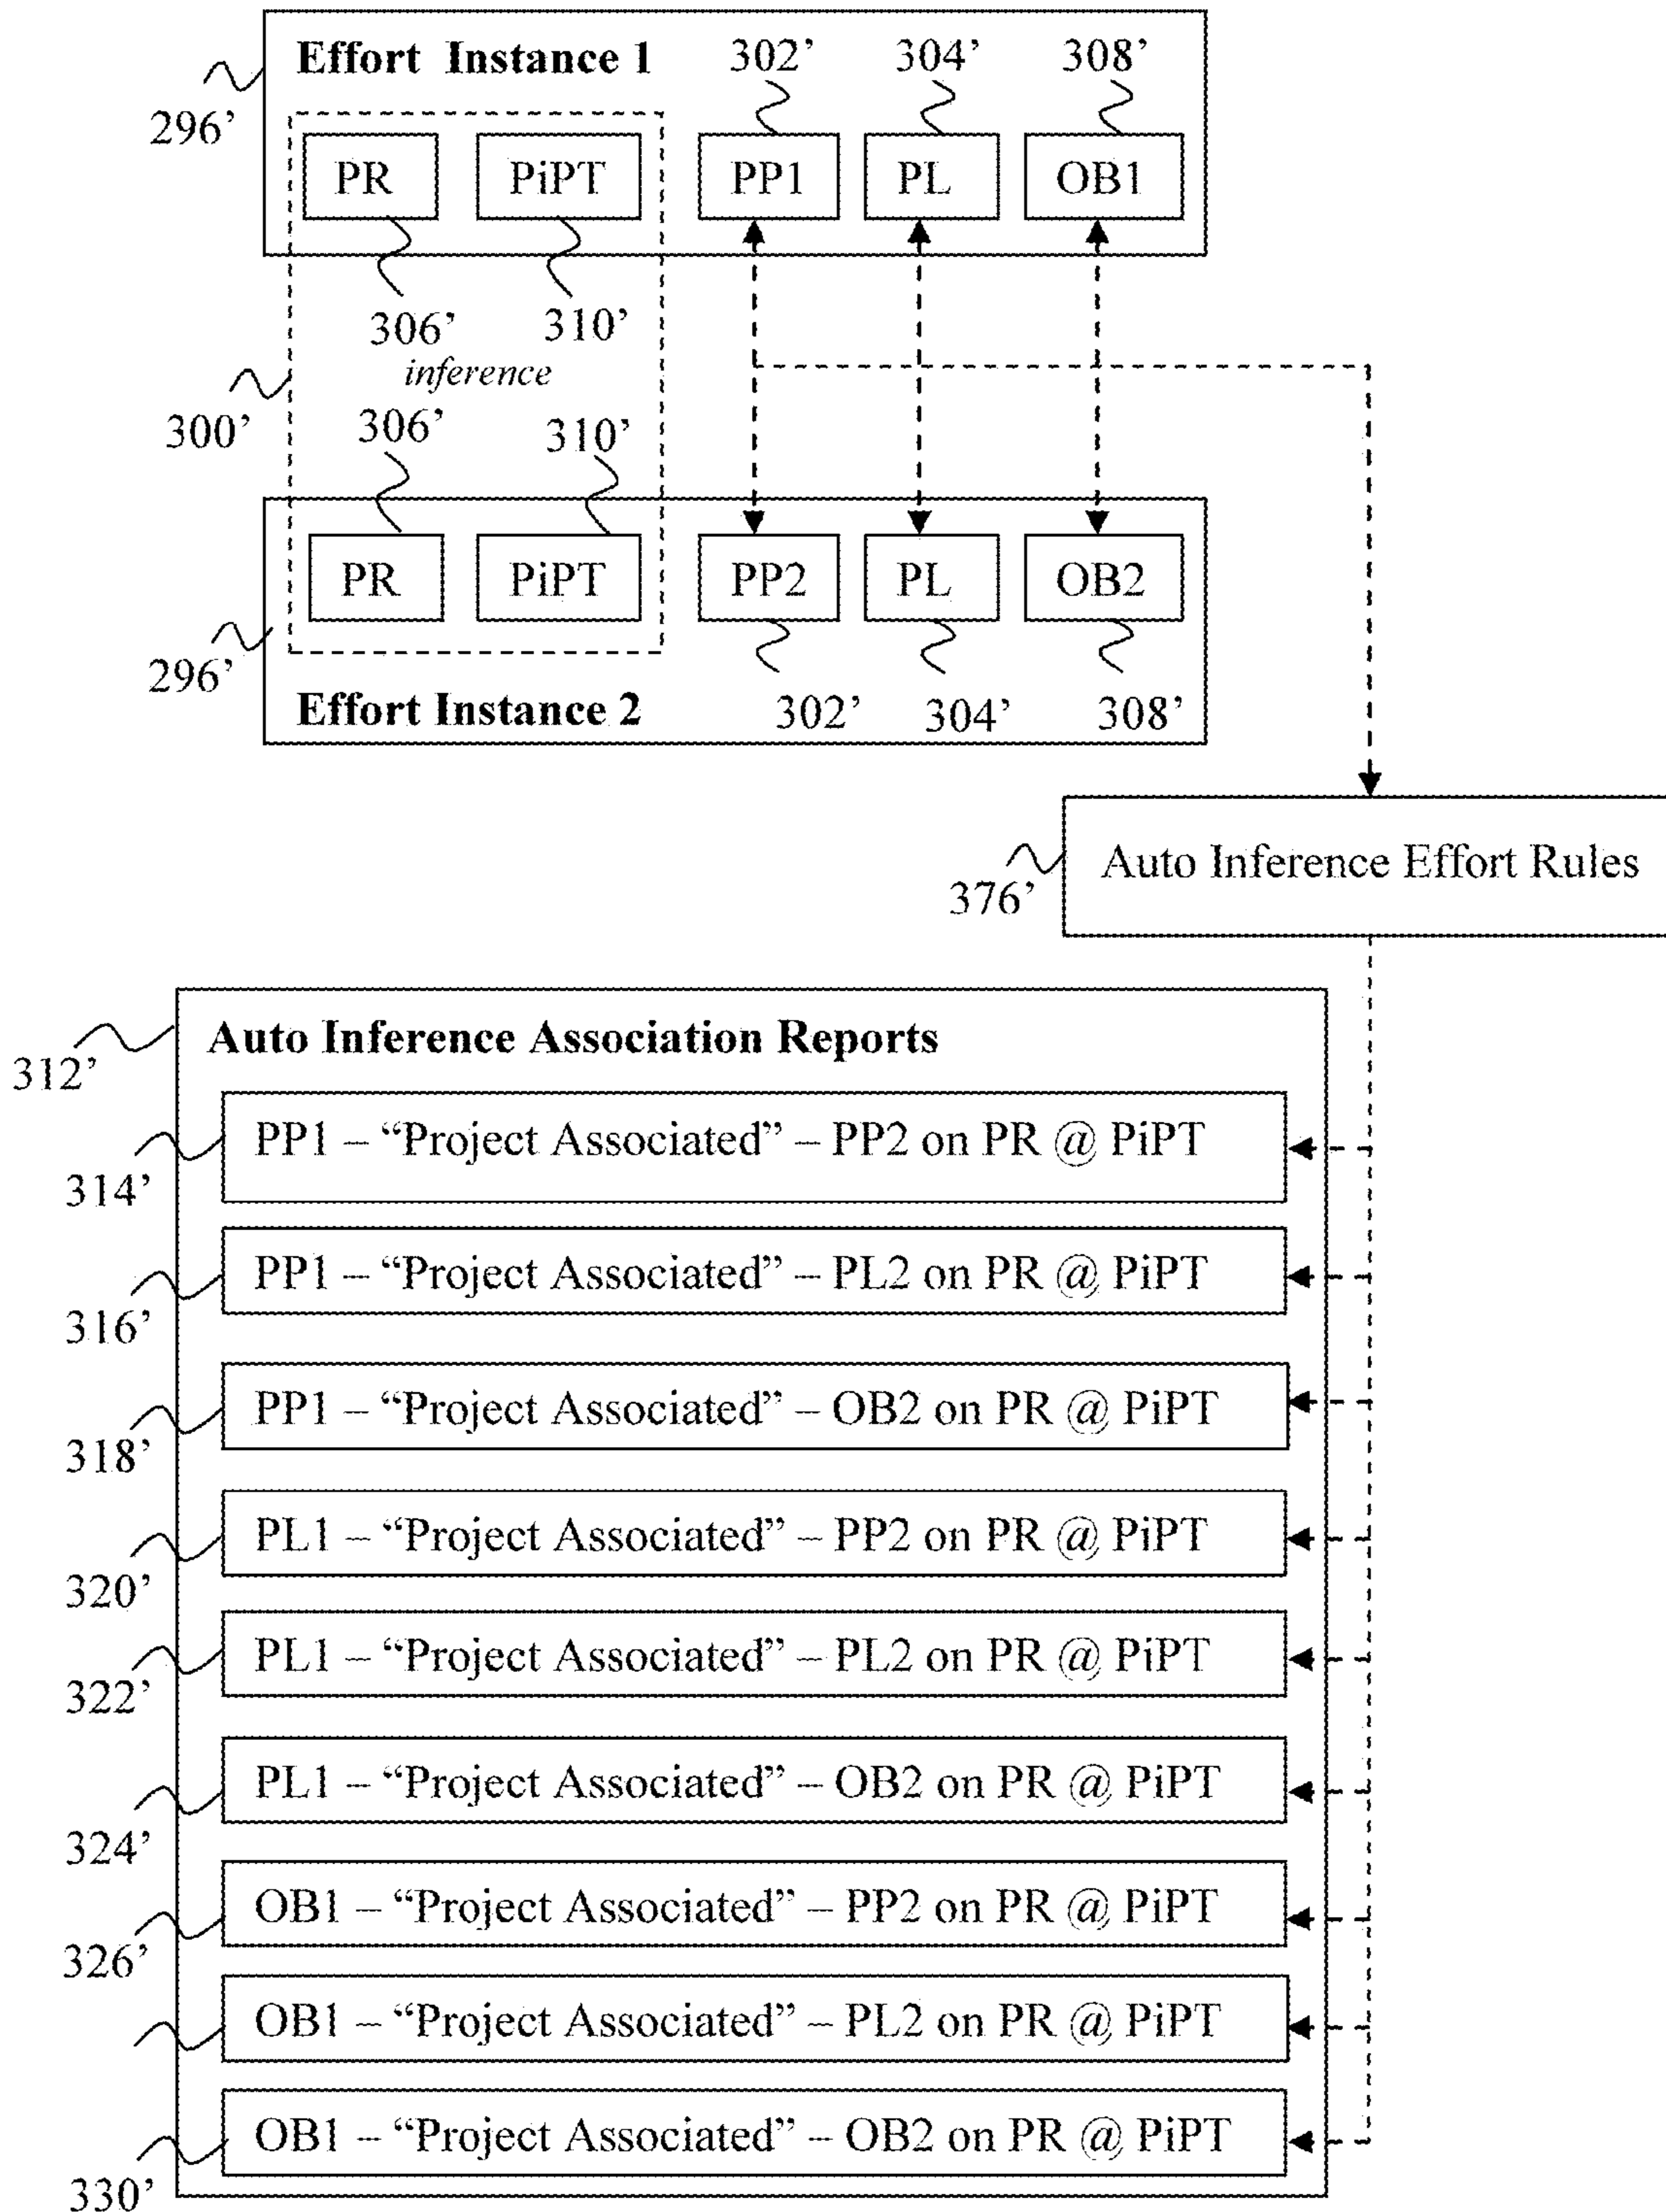 Effort Instance 1
302’
304’
308’
296’
PR
PiPT
PP1
PL
OB1
306’
310’
inference
300’
306’
310’
PR
PiPT
PP2
PL
OB2
296’
Effort Instance 2
302’
304’
308’
Auto Inference Effort Rules
376’
Auto Inference Association Reports
312’
PP1 – “Project Associated” – PP2 on PR @ PiPT
314’
PP1 – “Project Associated” – PL2 on PR @ PiPT
316’
PP1 – “Project Associated” – OB2 on PR @ PiPT
318’
PL1 – “Project Associated” – PP2 on PR @ PiPT
320’
PL1 – “Project Associated” – PL2 on PR @ PiPT
322’
PL1 – “Project Associated” – OB2 on PR @ PiPT
324’
OB1 – “Project Associated” – PP2 on PR @ PiPT
326’
OB1 – “Project Associated” – PL2 on PR @ PiPT
OB1 – “Project Associated” – OB2 on PR @ PiPT
330’